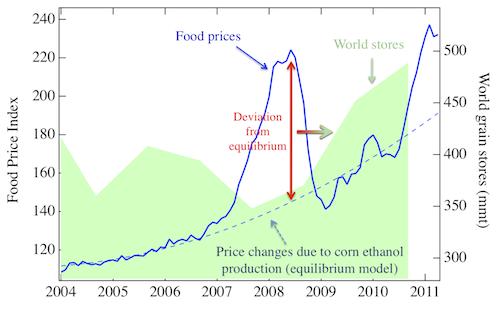 240
220
200
180
160
140
120
Food Price Index
Food prices
World stores
Deviation
from
equilibrium
Price changes due to corn ethanol
production (equilibrium model)
500
450
400
350
300
World grain stores (mmt)
2004 2005 2006 2007 2008 2009 2010 2011